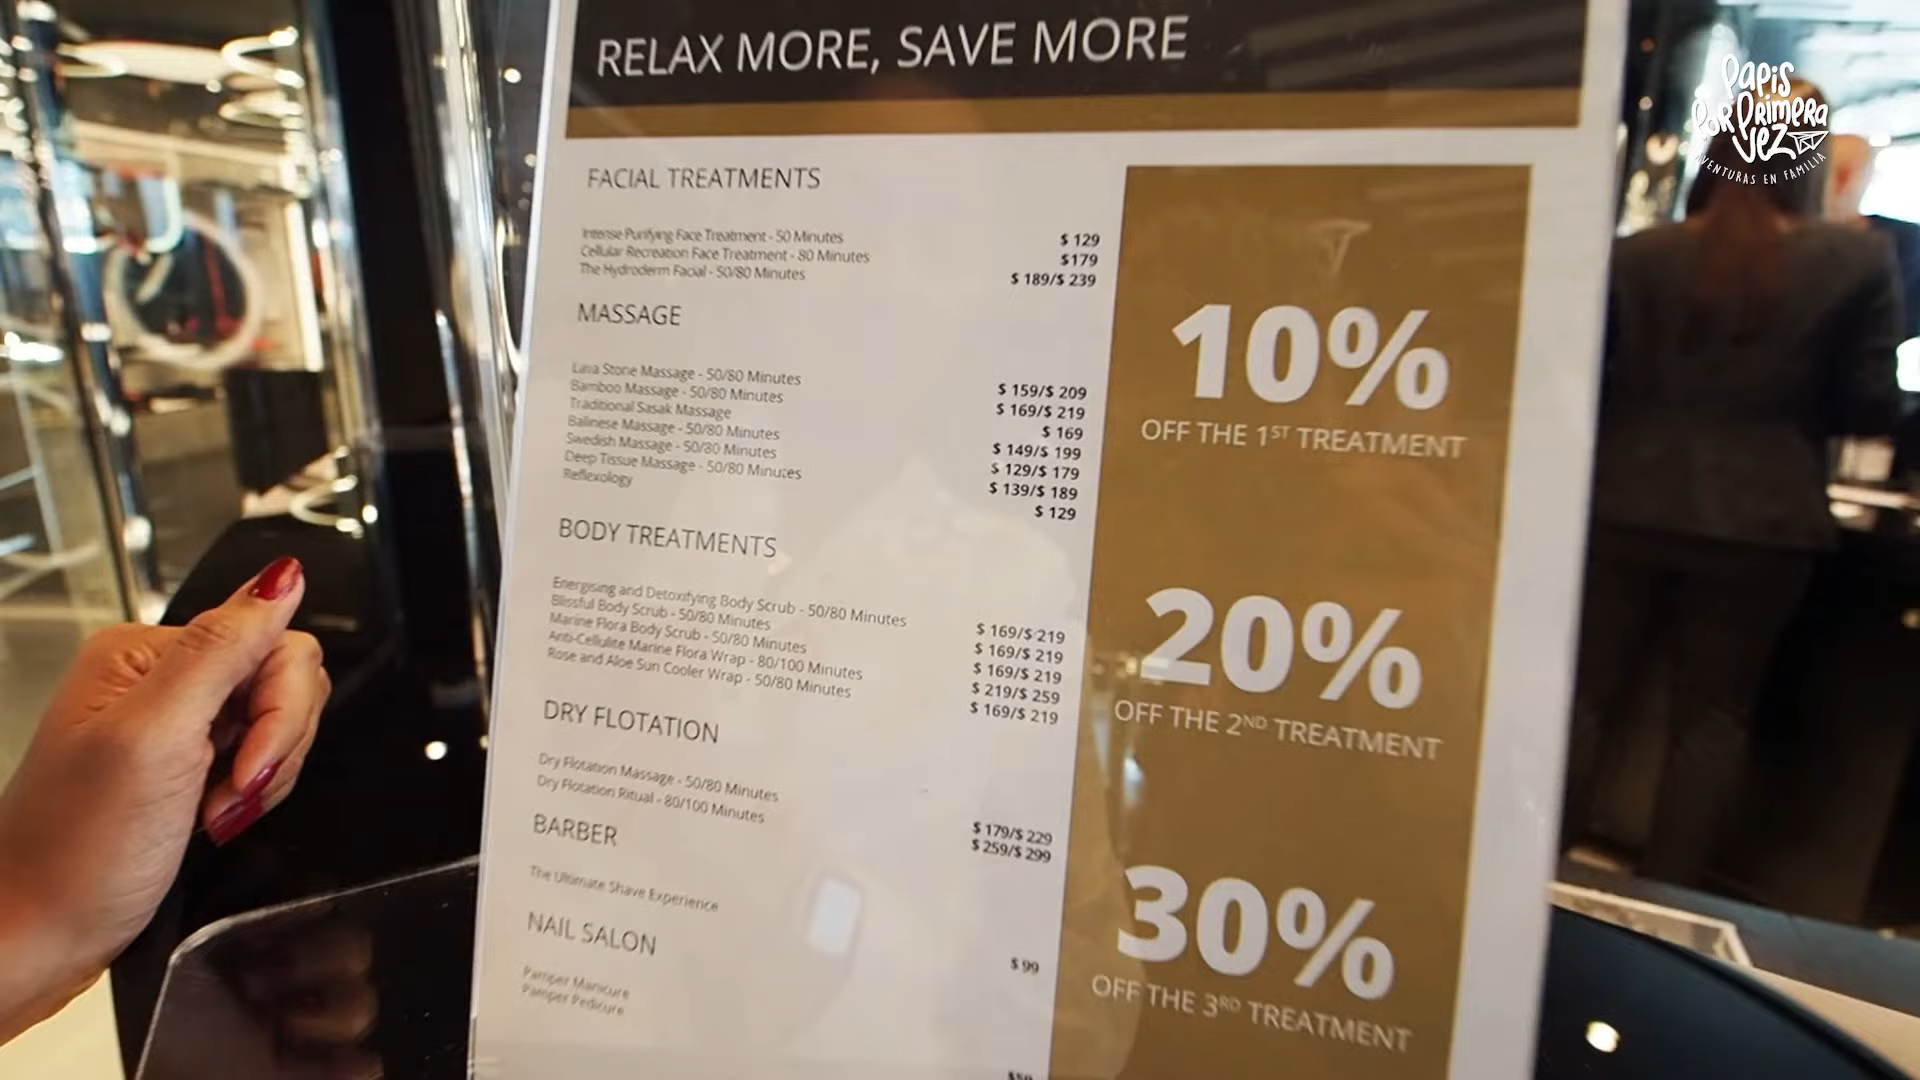 RELAX MORE, SAVE MORE
FACIAL TREATMENTS
Intense Purifying Face Treatment - 50 Minutes $ 129
Cellular Recreation Face Treatment - 80 Minutes $179
The Hydroderm Facial - 50/80 Minutes $ 189/$ 239
MASSAGE
Lava Stone Massage - 50/80 Minutes $ 159/$ 209
Bamboo Massage - 50/80 Minutes $ 169/$ 219
Traditional Sasak Massage $ 169
Balinese Massage - 50/80 Minutes $ 149/$ 199
Swedish Massage - 50/80 Minutes $ 129/$ 179
Deep Tissue Massage - 50/80 Minutes $ 139/$ 189
Reflexology $ 129
BODY TREATMENTS
Energising and Detoxifying Body Scrub - 50/80 Minutes $ 169/$ 219
Blissful Body Scrub - 50/80 Minutes $ 169/$ 219
Marine Flora Body Scrub - 50/80 Minutes $ 169/$ 219
Anti-Cellulite Marine Flora Wrap - 80/100 Minutes $ 219/$ 259
Rose and Aloe Sun Cooler Wrap - 50/80 Minutes $ 169/$ 219
DRY FLOTATION
Dry Flotation Massage - 50/80 Minutes $ 179/$ 229
Dry Flotation Ritual - 80/100 Minutes $ 259/$ 299
BARBER
The Ultimate Shave Experience $ 99
NAIL SALON
Pamper Manicure
Pamper Pedicure
10%
OFF THE 1ST TREATMENT
20%
OFF THE 2ND TREATMENT
30%
OFF THE 3RD TREATMENT
Papis
Por Primera
Vez
AVENTURAS EN FAMILIA